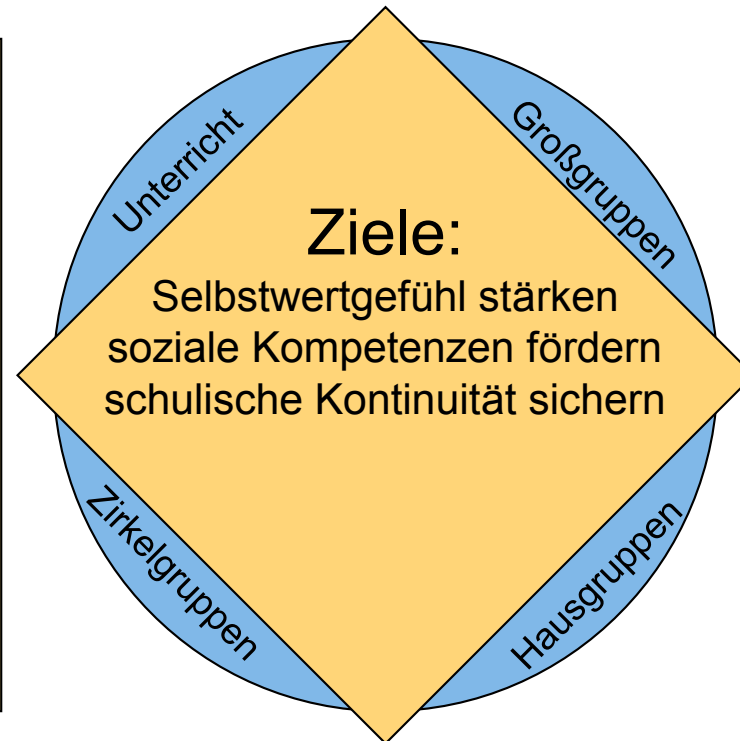 Unterricht
Großgruppen
Ziele:
Selbstwertgefühl stärken
soziale Kompetenzen fördern
schulische Kontinuität sichern
Zirkelgruppen
Hausgruppen